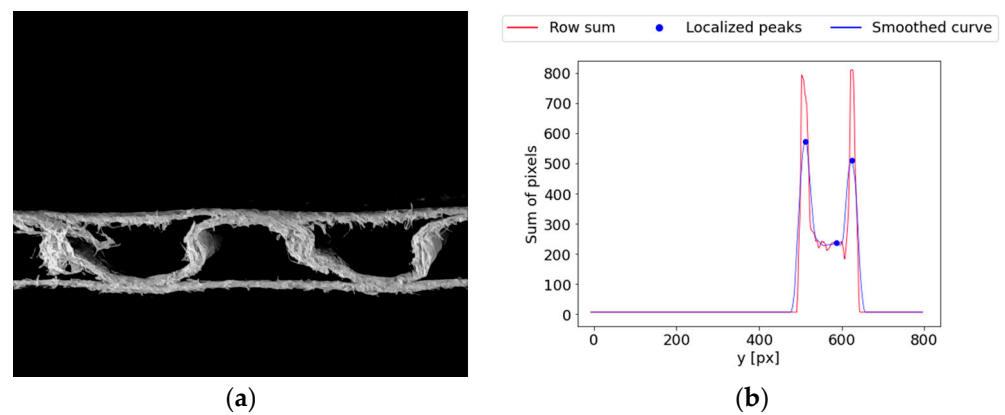 Row sum Localized peaks Smoothed curve
800
700
600
500
400
300
200
100
0
Sum of pixels
0 200 400 600 800
y [px]
(a) (b)